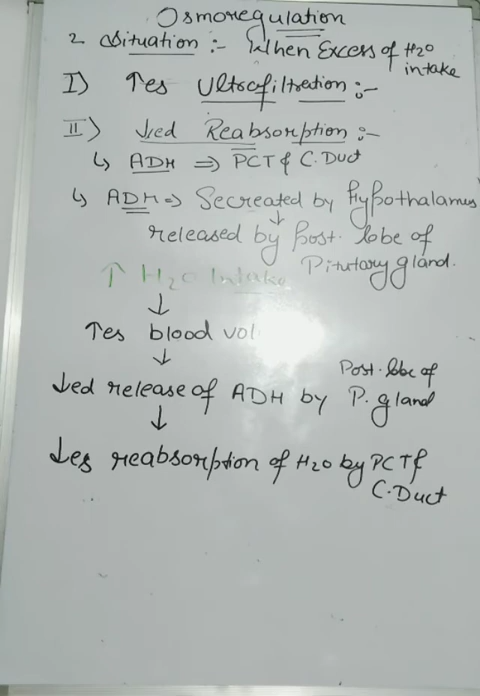 Osmoregulation
2 Situation :- When Excess of H2O
intake
I) ↑es Ultrafiltration :-
II) ↓ed Reabsorption :-
↳ ADH ⇒ PCT & C. Duct
↳ ADH ⇒ Secreated by Hypothalamus
↓
released by post. lobe of
Pitutary gland.
↑ H2O Intake
↓
↑es blood vol
↓
↓ed release of ADH by Post. lobe of
P. gland
↓
↓es reabsorption of H2O by PCT &
C. Duct